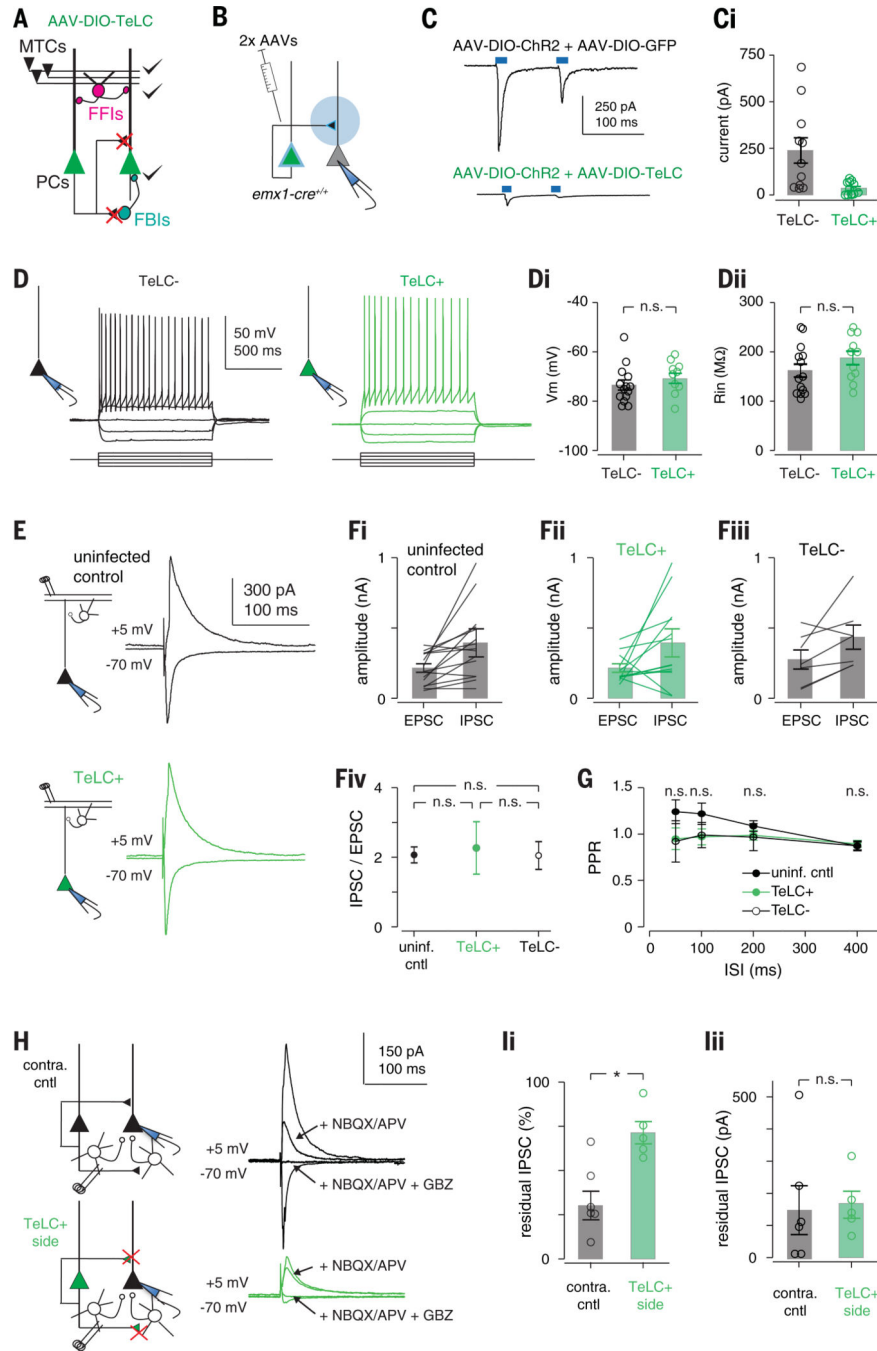 A
AAV-DIO-TeLC
MTCs
FFIs
PCs
FBIs
B
2x AAVs
emx1-cre+/+
C
AAV-DIO-ChR2 + AAV-DIO-GFP
250 pA
100 ms
AAV-DIO-ChR2 + AAV-DIO-TeLC
Ci
current (pA)
750
500
250
0
TeLC-
TeLC+
D
TeLC-
50 mV
500 ms
TeLC+
Di
n.s.
Vm (mV)
-40
-60
-80
-100
TeLC-
TeLC+
Dii
n.s.
Rin (MΩ)
300
200
100
0
TeLC-
TeLC+
E
uninfected
control
+5 mV
-70 mV
300 pA
100 ms
TeLC+
+5 mV
-70 mV
Fi
uninfected
control
amplitude (nA)
1
0
EPSC
IPSC
Fii
TeLC+
amplitude (nA)
1
0
EPSC
IPSC
Fiii
TeLC-
amplitude (nA)
1
0
EPSC
IPSC
Fiv
n.s.
n.s.
n.s.
IPSC / EPSC
4
2
0
uninf.
cntl
TeLC+
TeLC-
G
n.s.
n.s.
n.s.
n.s.
PPR
1.5
1.0
0.5
0
uninf. cntl
TeLC+
TeLC-
0
100
200
300
400
ISI (ms)
H
contra.
cntl
150 pA
100 ms
+ NBQX/APV
+5 mV
-70 mV
+ NBQX/APV + GBZ
TeLC+
side
+ NBQX/APV
+5 mV
-70 mV
+ NBQX/APV + GBZ
Ii
*
residual IPSC (%)
100
0
contra.
cntl
TeLC+
side
Iii
n.s.
residual IPSC (pA)
500
0
contra.
cntl
TeLC+
side